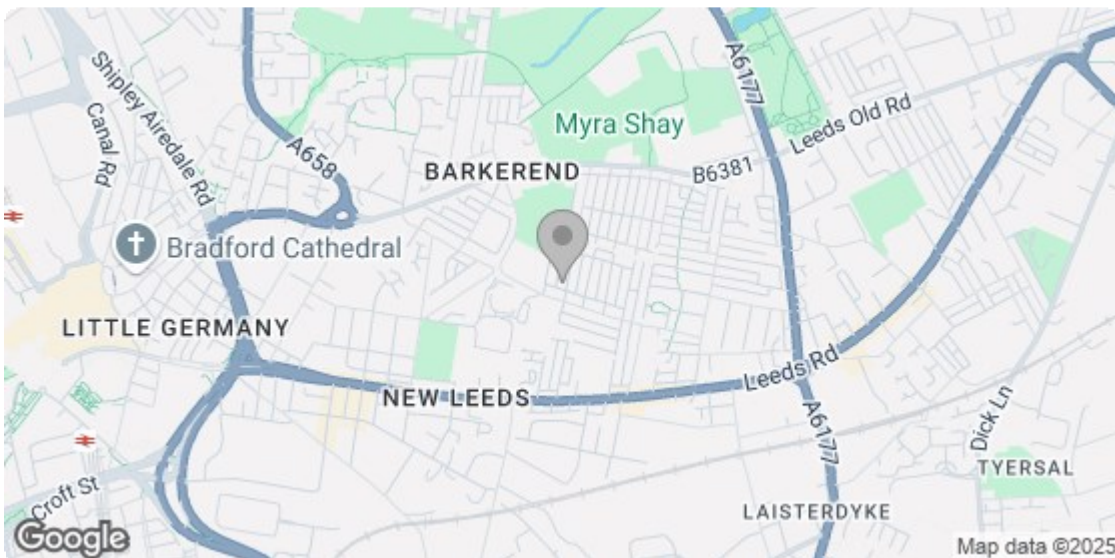 Shipley Airedale Rd
Canal Rd
A658
A6177
Myra Shay
Leeds Old Rd
BARKEREND
B6381
Bradford Cathedral
LITTLE GERMANY
Leeds Rd
NEW LEEDS
A6177
Dick Ln
TYERSAL
Croft St
LAISTERDYKE
Google
Map data ©2025